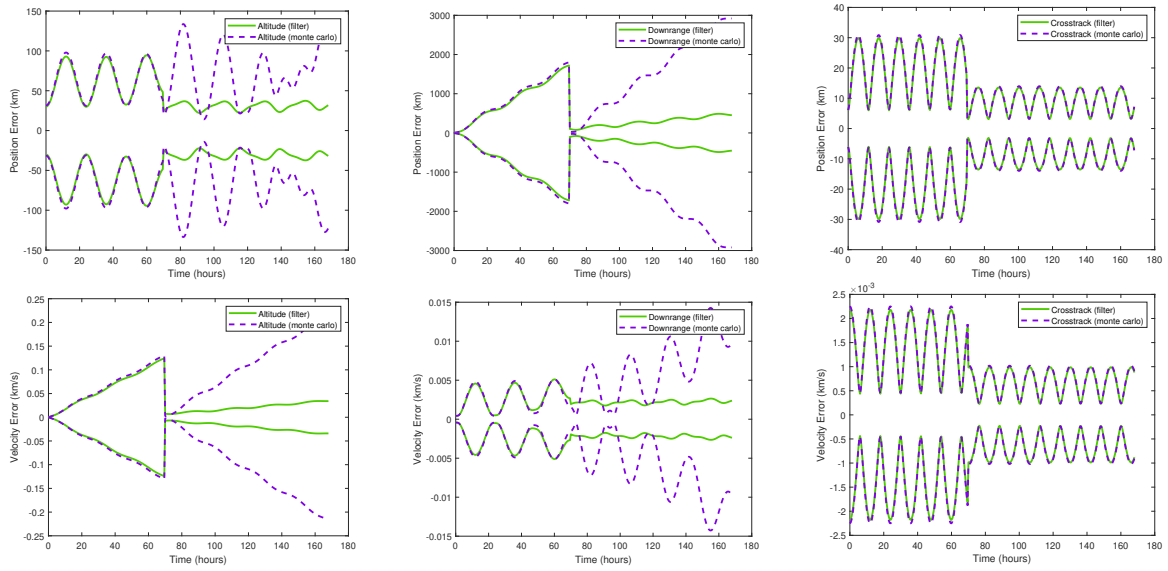 Altitude (filter)
Altitude (monte carlo)
Position Error (km)
150
100
50
0
-50
-100
-150
0 20 40 60 80 100 120 140 160 180
Time (hours)
Downrange (filter)
Downrange (monte carlo)
Position Error (km)
3000
2000
1000
0
-1000
-2000
-3000
0 20 40 60 80 100 120 140 160 180
Time (hours)
Crosstrack (filter)
Crosstrack (monte carlo)
Position Error (km)
40
30
20
10
0
-10
-20
-30
-40
0 20 40 60 80 100 120 140 160 180
Time (hours)
Altitude (filter)
Altitude (monte carlo)
Velocity Error (km/s)
0.25
0.2
0.15
0.1
0.05
0
-0.05
-0.1
-0.15
-0.2
-0.25
0 20 40 60 80 100 120 140 160 180
Time (hours)
Downrange (filter)
Downrange (monte carlo)
Velocity Error (km/s)
0.015
0.01
0.005
0
-0.005
-0.01
-0.015
0 20 40 60 80 100 120 140 160 180
Time (hours)
×10⁻³
Crosstrack (filter)
Crosstrack (monte carlo)
Velocity Error (km/s)
2.5
2
1.5
1
0.5
0
-0.5
-1
-1.5
-2
-2.5
0 20 40 60 80 100 120 140 160 180
Time (hours)